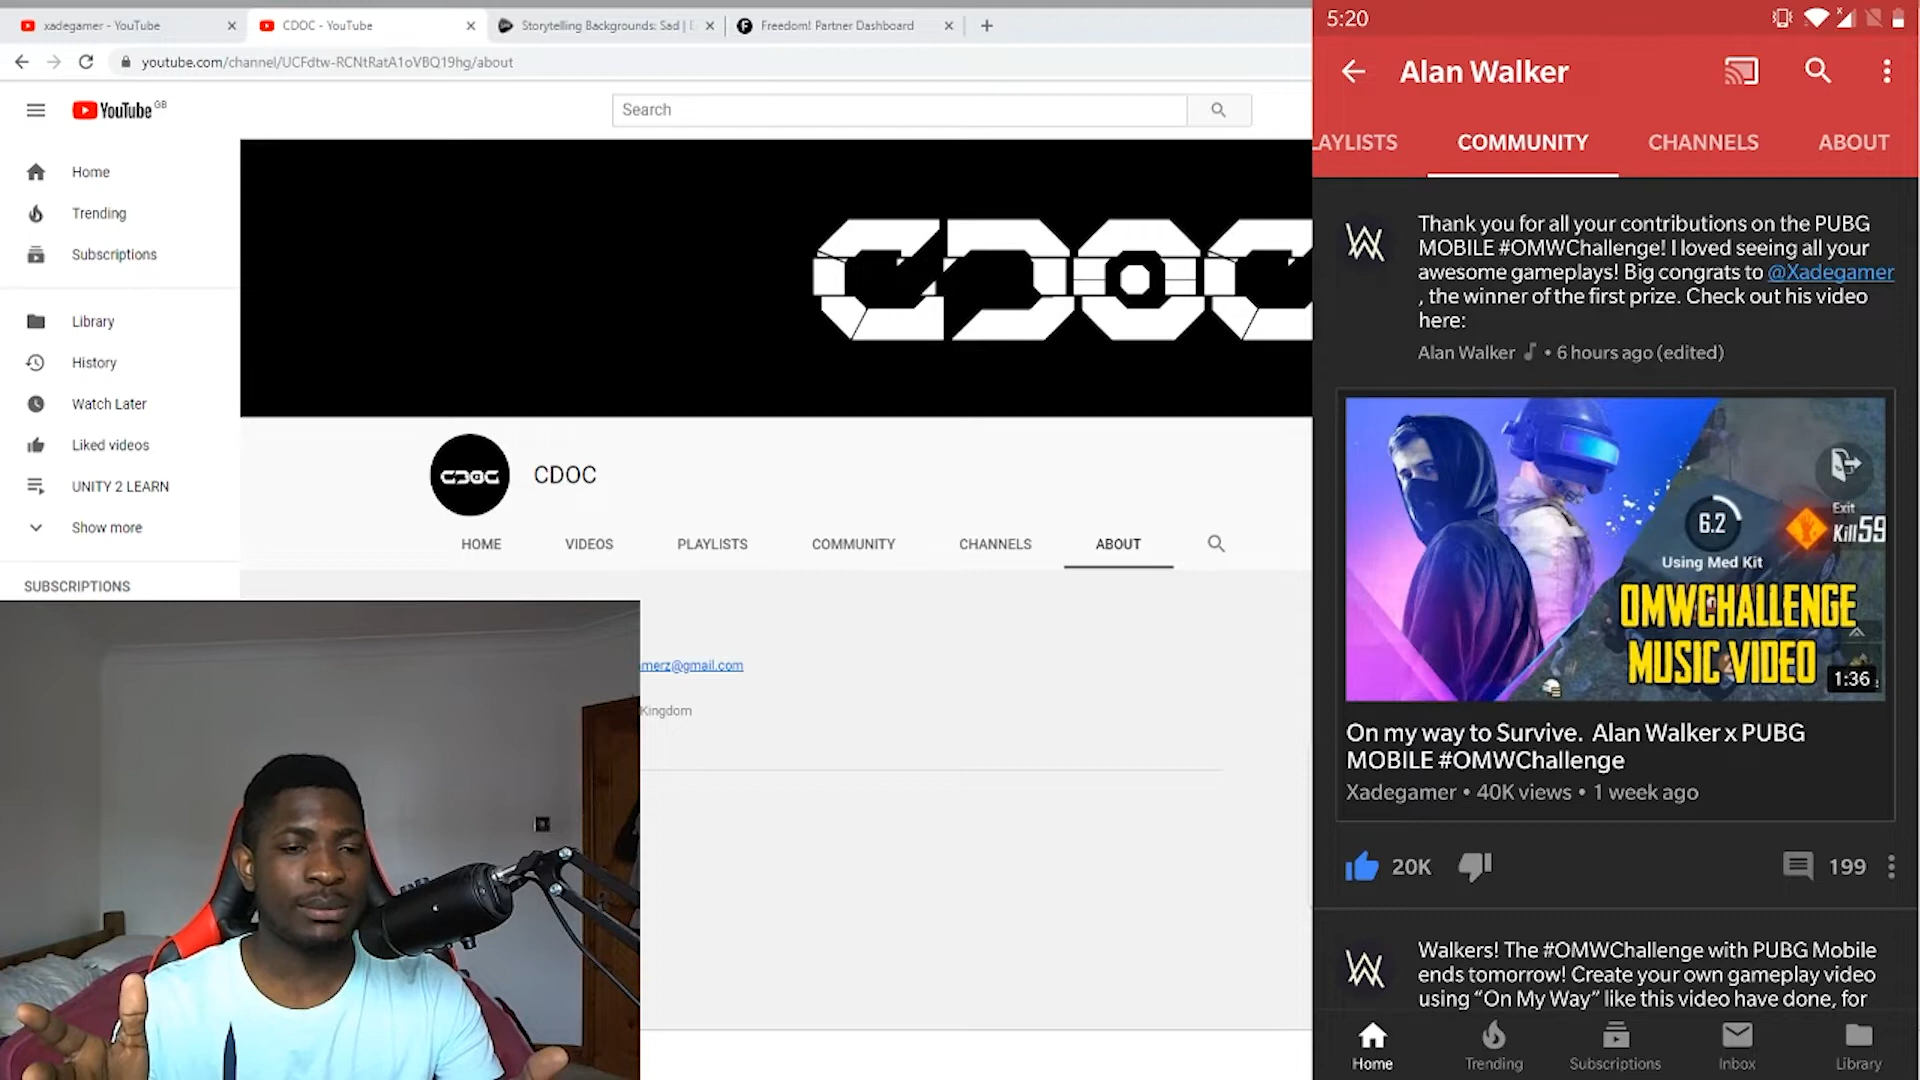 xadegamer - YouTube
CDOC - YouTube
Storytelling Backgrounds: Sad |
Freedom! Partner Dashboard
youtube.com/channel/UCFdtw-RCNtRatA1oVBQ19hg/about
YouTube GB
Search
Home
Trending
Subscriptions
Library
History
Watch Later
Liked videos
UNITY 2 LEARN
Show more
SUBSCRIPTIONS
CDOC
CDOC
CDOC
HOME
VIDEOS
PLAYLISTS
COMMUNITY
CHANNELS
ABOUT
merz@gmail.com
Kingdom
5:20
Alan Walker
LAYLISTS
COMMUNITY
CHANNELS
ABOUT
Thank you for all your contributions on the PUBG
MOBILE #OMWChallenge! I loved seeing all your
awesome gameplays! Big congrats to @Xadegamer
, the winner of the first prize. Check out his video
here:
Alan Walker • 6 hours ago (edited)
6.2
Using Med Kit
Exit
Kill 59
OMWCHALLENGE
MUSIC VIDEO
1:36
On my way to Survive. Alan Walker x PUBG
MOBILE #OMWChallenge
Xadegamer • 40K views • 1 week ago
20K
199
Walkers! The #OMWChallenge with PUBG Mobile
ends tomorrow! Create your own gameplay video
using “On My Way” like this video have done, for
Home
Trending
Subscriptions
Inbox
Library